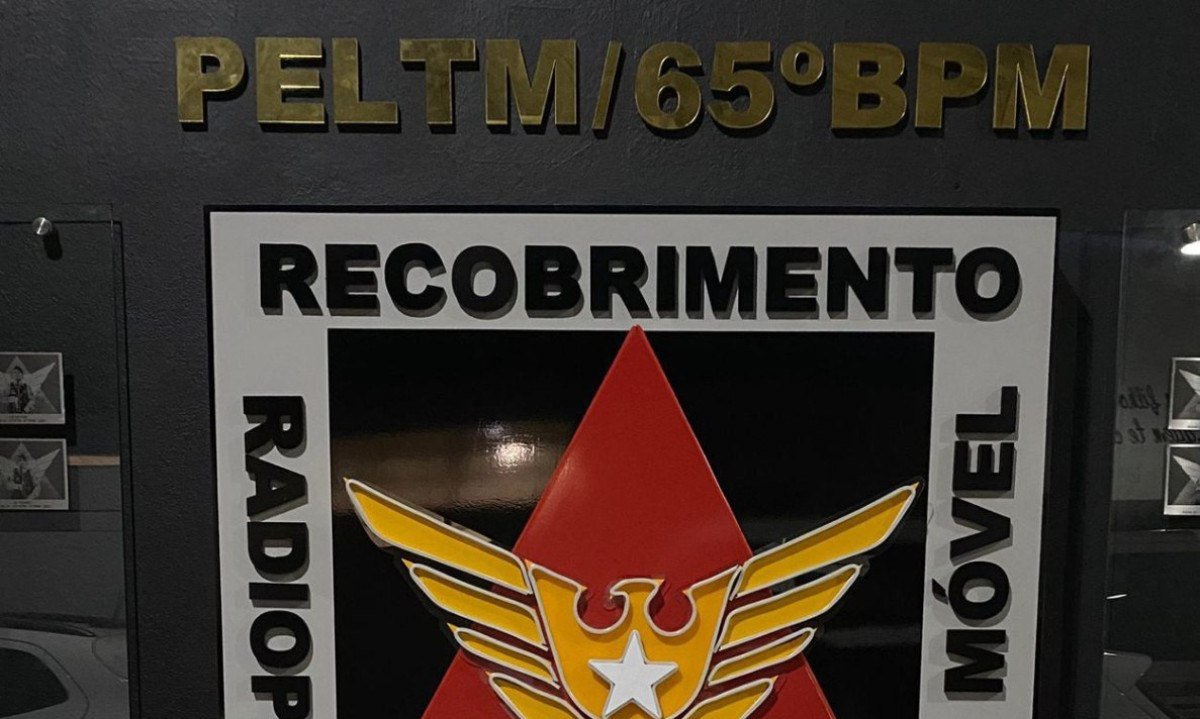 PELTM/65ºBPM
RECOBRIMENTO
RADIOP
MÓVEL